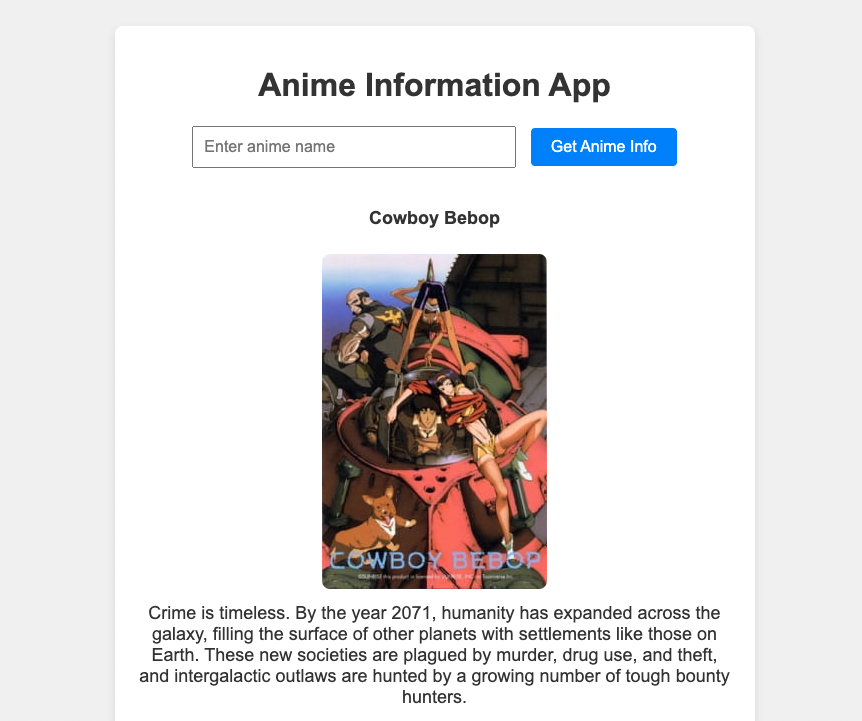 Anime Information App
Enter anime name
Get Anime Info
Cowboy Bebop
COWBOY BEBOP
Crime is timeless. By the year 2071, humanity has expanded across the
galaxy, filling the surface of other planets with settlements like those on
Earth. These new societies are plagued by murder, drug use, and theft,
and intergalactic outlaws are hunted by a growing number of tough bounty
hunters.